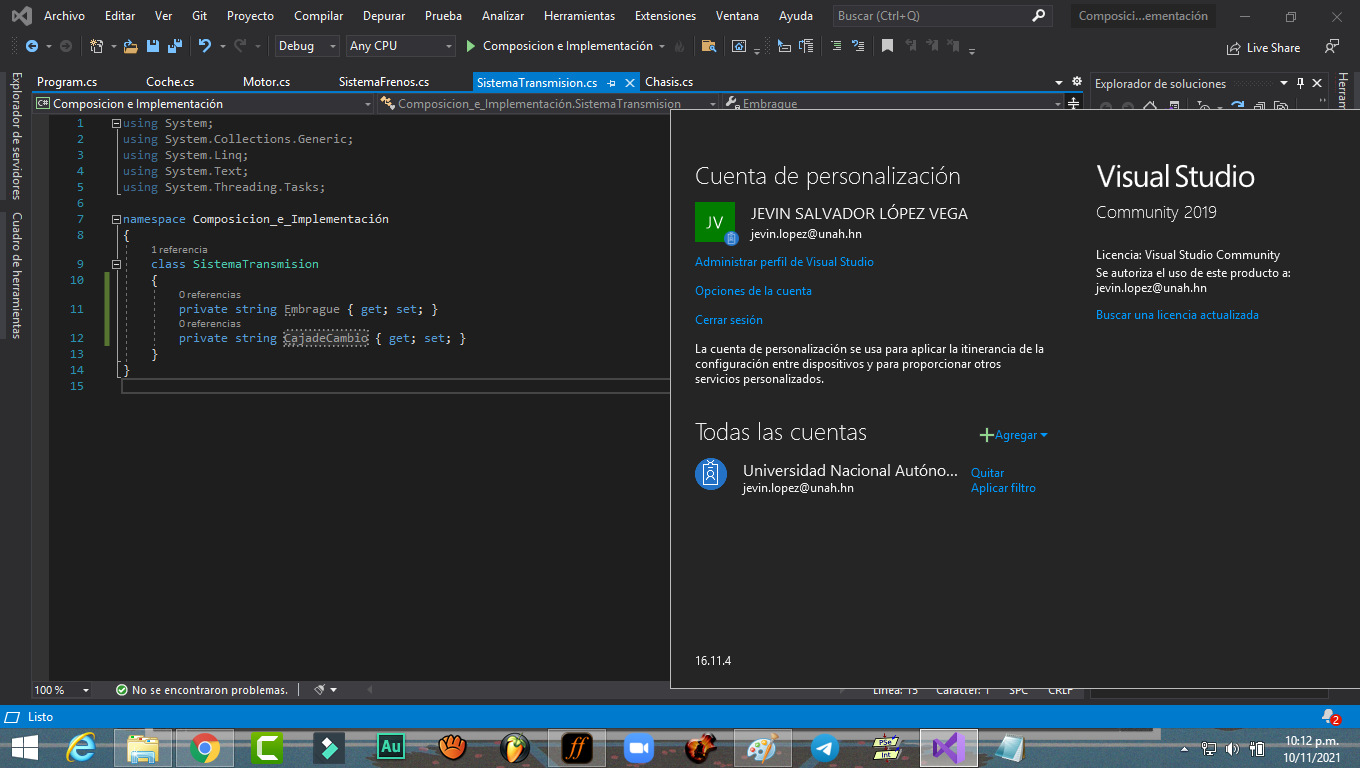 Archivo Editar Ver Git Proyecto Compilar Depurar Prueba Analizar Herramientas Extensiones Ventana Ayuda Buscar (Ctrl+Q) Composici...ementación
Debug Any CPU Composicion e Implementación Live Share
Explorador de servidores
Cuadro de herramientas
Program.cs Coche.cs Motor.cs SistemaFrenos.cs SistemaTransmision.cs Chasis.cs
Explorador de soluciones
C# Composicion e Implementación Composicion_e_Implementación.SistemaTransmision Embrague
1 using System;
2 using System.Collections.Generic;
3 using System.Linq;
4 using System.Text;
5 using System.Threading.Tasks;
6
7 namespace Composicion_e_Implementación
8 {
1 referencia
9 class SistemaTransmision
10 {
0 referencias
11 private string Embrague { get; set; }
0 referencias
12 private string CajadeCambio { get; set; }
13 }
14 }
15
Cuenta de personalización
JV
JEVIN SALVADOR LÓPEZ VEGA
jevin.lopez@unah.hn
Administrar perfil de Visual Studio
Opciones de la cuenta
Cerrar sesión
La cuenta de personalización se usa para aplicar la itinerancia de la
configuración entre dispositivos y para proporcionar otros
servicios personalizados.
Todas las cuentas
Agregar
Universidad Nacional Autóno...
jevin.lopez@unah.hn
Quitar
Aplicar filtro
16.11.4
Visual Studio
Community 2019
Licencia: Visual Studio Community
Se autoriza el uso de este producto a:
jevin.lopez@unah.hn
Buscar una licencia actualizada
100 % No se encontraron problemas. Línea: 15 Carácter: 1 SPC CRLF
Listo 2
Au ff PSe Int
10:12 p.m.
10/11/2021